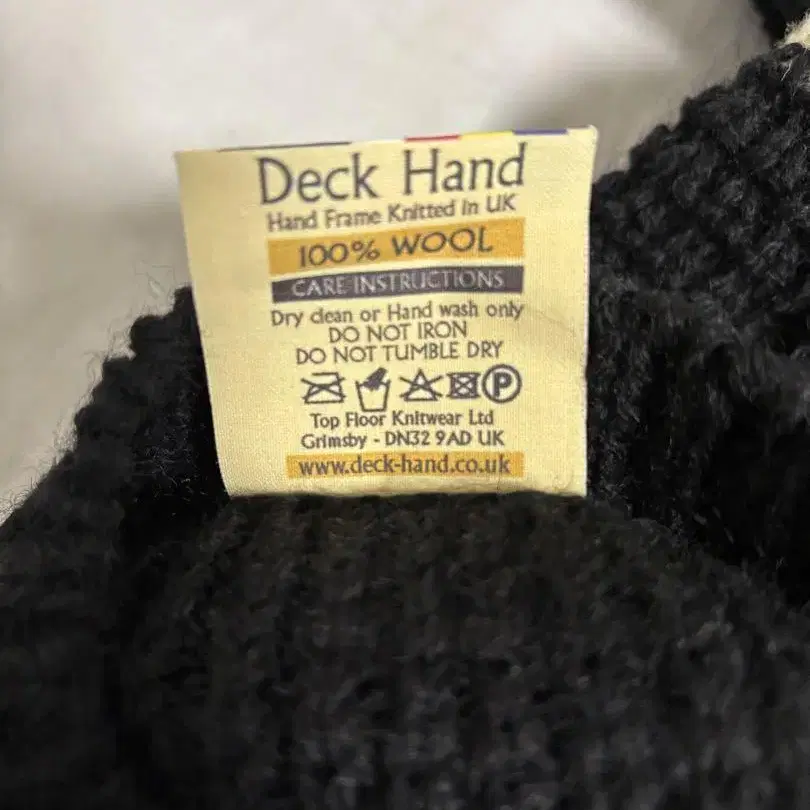 Deck Hand
Hand Frame Knitted in UK
100% WOOL
CARE INSTRUCTIONS
Dry clean or Hand wash only
DO NOT IRON
DO NOT TUMBLE DRY
P
Top Floor Knitwear Ltd
Grimsby - DN32 9AD UK
www.deck-hand.co.uk